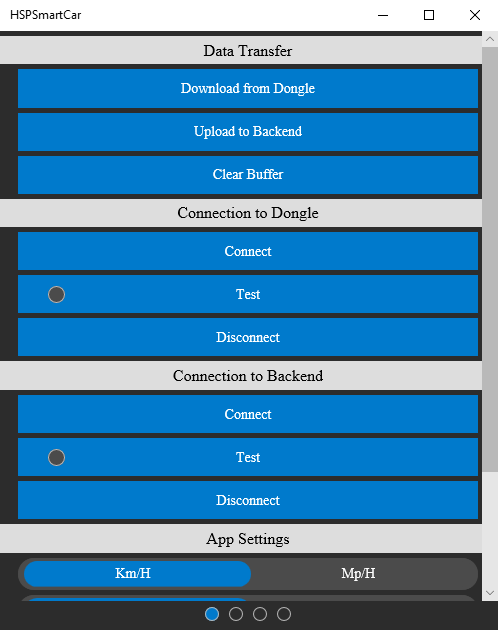 HSPSmartCar
Data Transfer
Download from Dongle
Upload to Backend
Clear Buffer
Connection to Dongle
Connect
Test
Disconnect
Connection to Backend
Connect
Test
Disconnect
App Settings
Km/H Mp/H